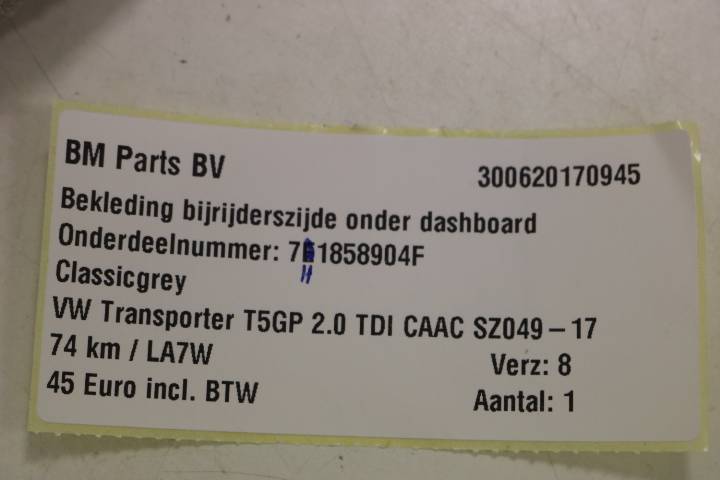 BM Parts BV 300620170945
Bekleding bijrijderszijde onder dashboard
Onderdeelnummer: 7H1858904F
Classicgrey
VW Transporter T5GP 2.0 TDI CAAC SZ049-17
74 km / LA7W Verz: 8
45 Euro incl. BTW Aantal: 1